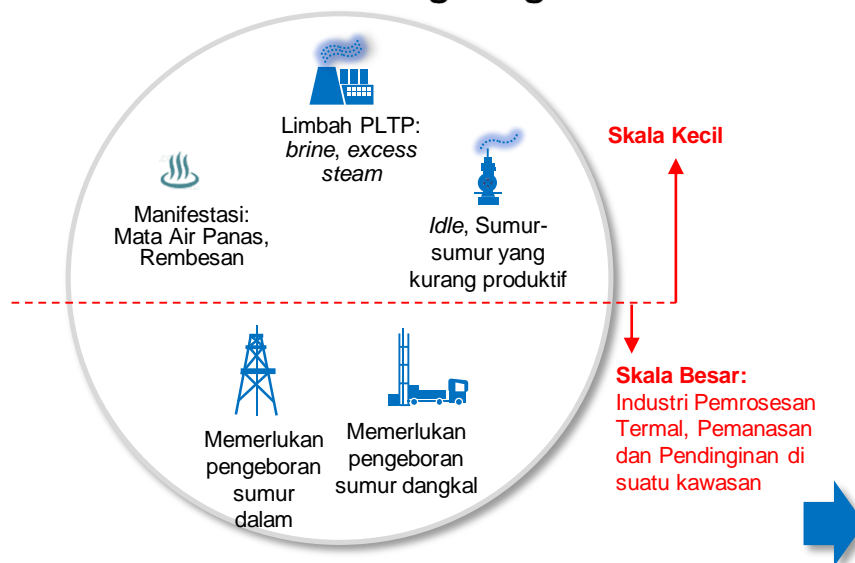 Limbah PLTP:
brine, excess
steam
Skala Kecil
Manifestasi:
Mata Air Panas,
Rembesan
Idle, Sumur-
sumur yang
kurang produktif
Skala Besar:
Industri Pemrosesan
Termal, Pemanasan
dan Pendinginan di
suatu kawasan
Memerlukan
pengeboran
sumur
dalam
Memerlukan
pengeboran
sumur dangkal